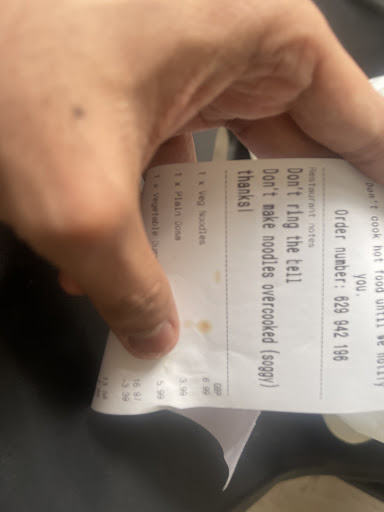 Don't cook hot food until we notify
you.
Order number: 629 942 196
Restaurant notes
Don't ring the bell
Don't make noodles overcooked (soggy)
thanks!
GBP
1 x Veg Noodles 6.99
1 x Plain Dosa 3.99
1 x Vegetable 5.99
16.97